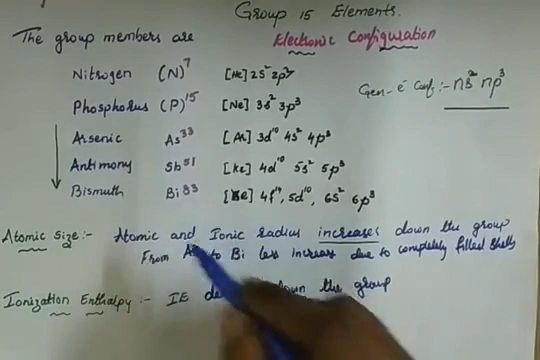 Group 15 Elements.
The group members are
Electronic Configuration
Nitrogen (N)⁷ [He] 2s² 2p³
Gen-e⁻ Conf :- ns² np³
Phosphorus (P)¹⁵ [Ne] 3s² 3p³
Arsenic As³³ [Ar] 3d¹⁰ 4s² 4p³
Antimony Sb⁵¹ [Kr] 4d¹⁰ 5s² 5p³
Bismuth Bi⁸³ 4f¹⁴, 5d¹⁰, 6s² 6p³
Atomic Size :- Atomic and Ionic radius increases down the group
From to Bi less increase due to completely filled shells
Ionization Enthalpy :- IE down the group